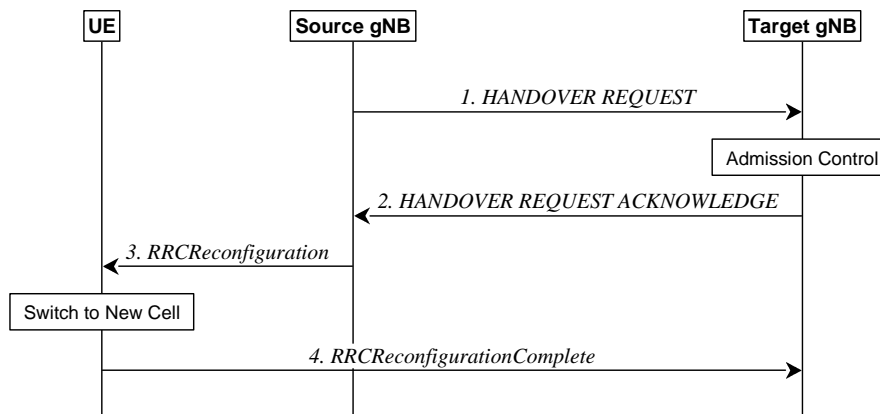 UE
Source gNB
Target gNB
1. HANDOVER REQUEST
Admission Control
2. HANDOVER REQUEST ACKNOWLEDGE
3. RRCReconfiguration
Switch to New Cell
4. RRCReconfigurationComplete